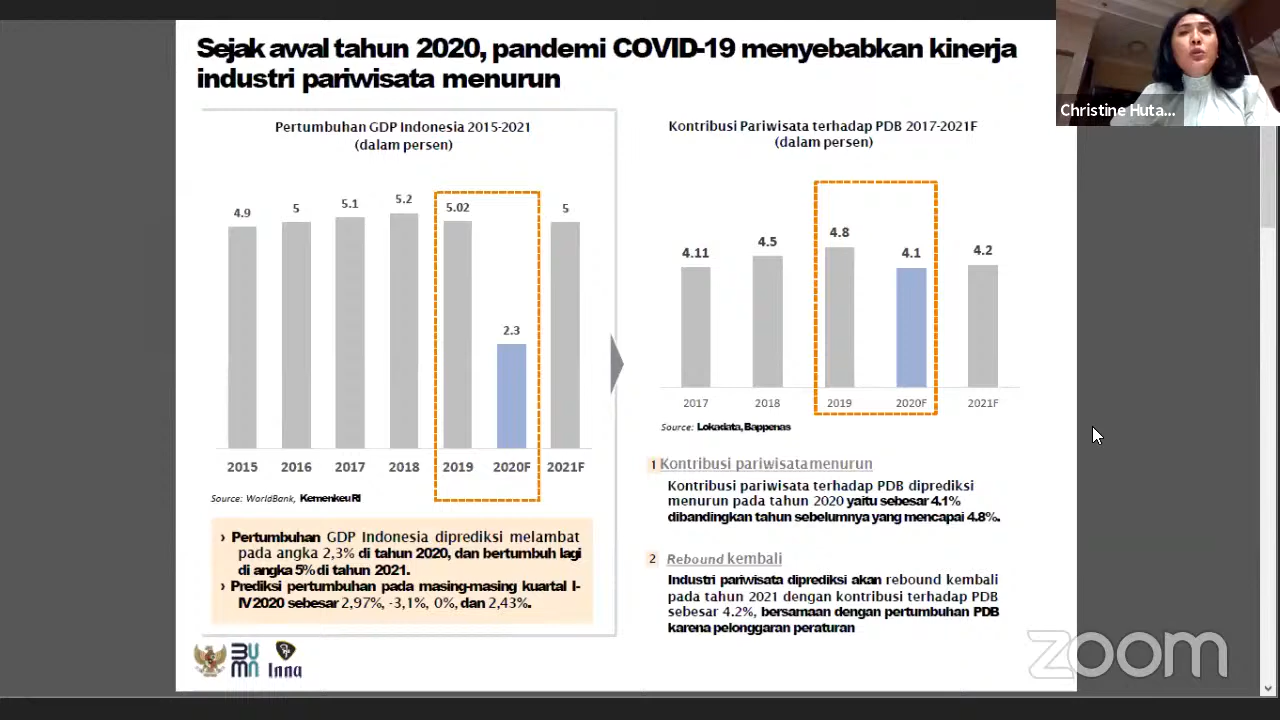 Sejak awal tahun 2020, pandemi COVID-19 menyebabkan kinerja
industri pariwisata menurun
Christine Huta...
Pertumbuhan GDP Indonesia 2015-2021
(dalam persen)
4.9
5
5.1
5.2
5.02
2.3
5
2015
2016
2017
2018
2019
2020F
2021F
Source: WorldBank, Kemenkeu RI
› Pertumbuhan GDP Indonesia diprediksi melambat
pada angka 2,3% di tahun 2020, dan bertumbuh lagi
di angka 5% di tahun 2021.
› Prediksi pertumbuhan pada masing-masing kuartal I-
IV 2020 sebesar 2,97%, -3,1%, 0%, dan 2,43%.
Kontribusi Pariwisata terhadap PDB 2017-2021F
(dalam persen)
4.11
4.5
4.8
4.1
4.2
2017
2018
2019
2020F
2021F
Source: Lokadata, Bappenas
1 Kontribusi pariwisata menurun
Kontribusi pariwisata terhadap PDB diprediksi
menurun pada tahun 2020 yaitu sebesar 4.1%
dibandingkan tahun sebelumnya yang mencapai 4.8%.
2 Rebound kembali
Industri pariwisata diprediksi akan rebound kembali
pada tahun 2021 dengan kontribusi terhadap PDB
sebesar 4.2%, bersamaan dengan pertumbuhan PDB
karena pelonggaran peraturan
BUMN
Inna
zoom